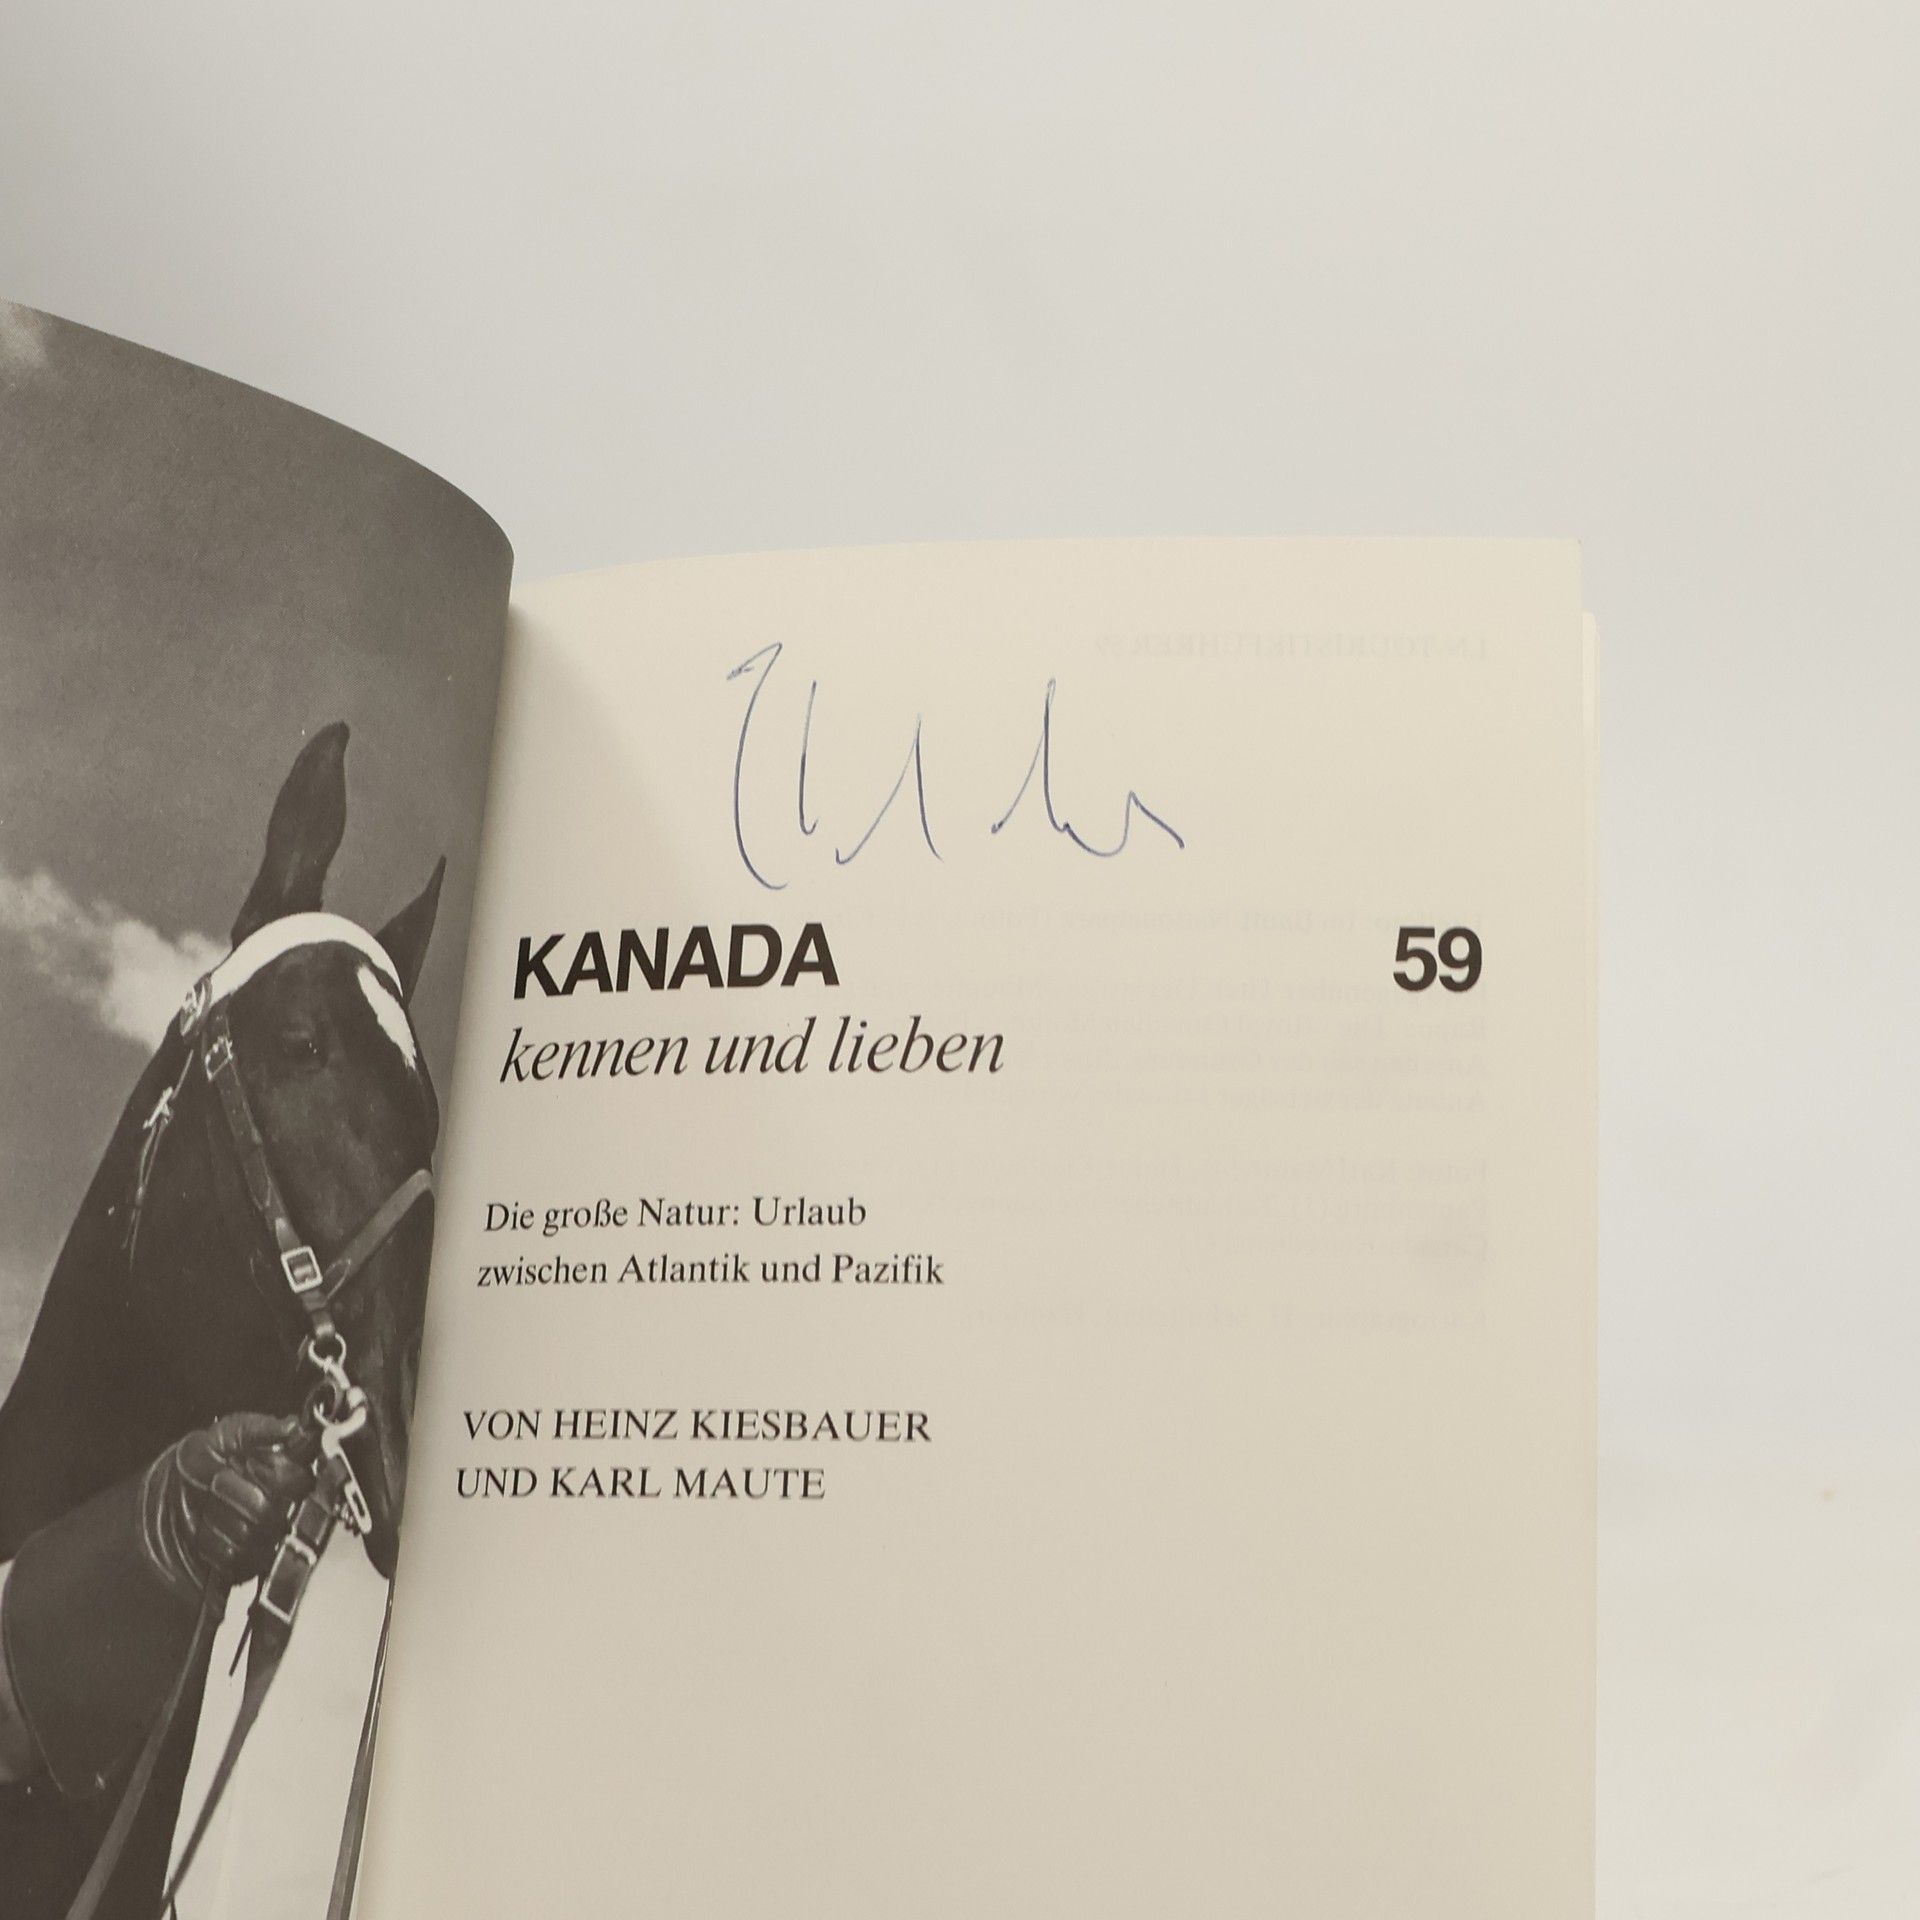 KANADA 59
kennen und lieben
Die große Natur: Urlaub
zwischen Atlantik und Pazifik
VON HEINZ KIESBAUER
UND KARL MAUTE